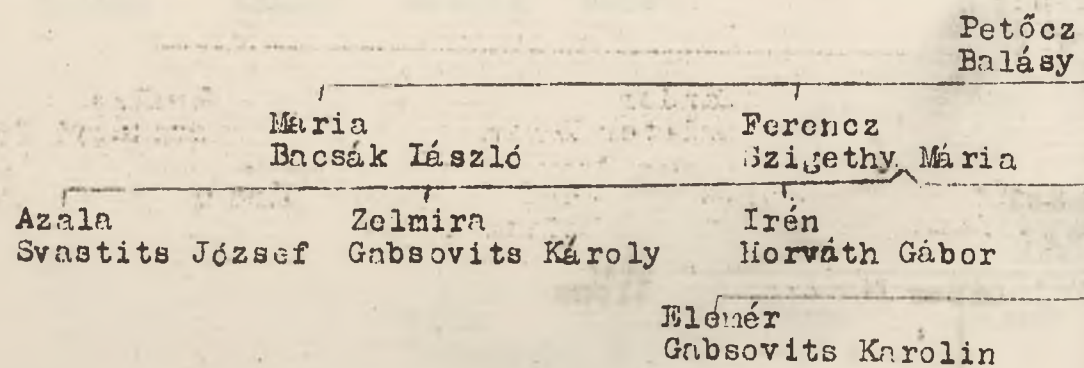 Petőcz
Balásy
Maria
Bacsák László
Ferencz
Szigethy Mária
Azala
Svastits József
Zelmira
Gabsovits Károly
Irén
Horváth Gábor
Elemér
Gabsovits Karolin